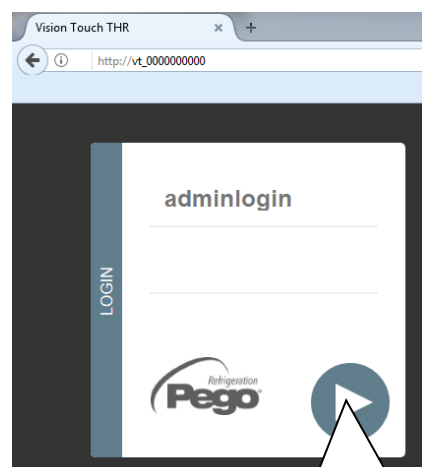 Vision Touch THR
http://vt_0000000000
adminlogin
LOGIN
Refrigeration
Pego